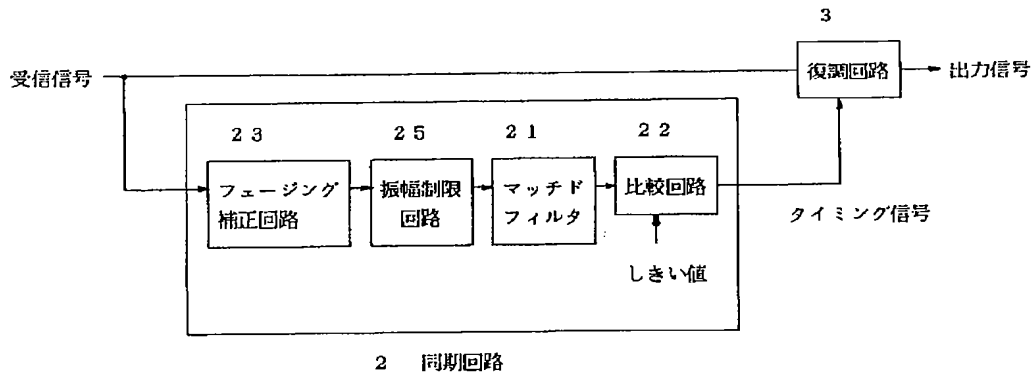 3
受信信号
復調回路
出力信号
23
25
21
22
フェージング
補正回路
振幅制限
回路
マッチド
フィルタ
比較回路
タイミング信号
しきい値
2 同期回路